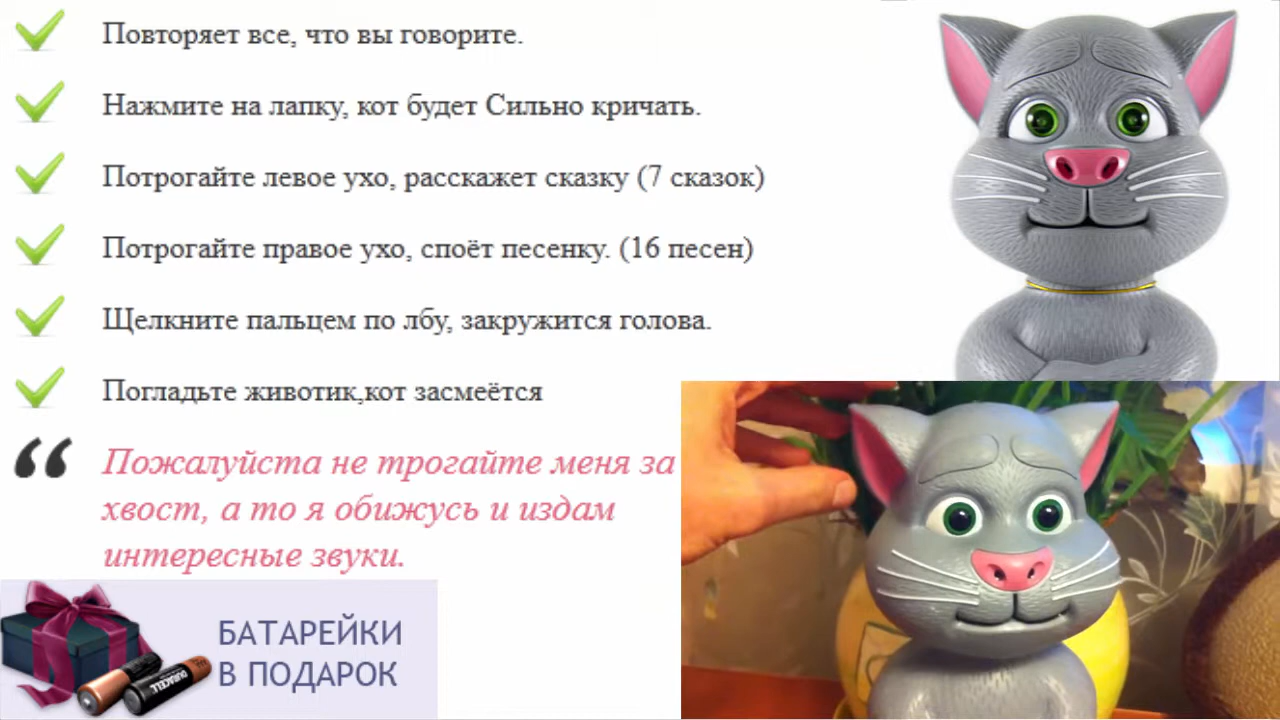 Повторяет все, что вы говорите.
Нажмите на лапку, кот будет Сильно кричать.
Потрогайте левое ухо, расскажет сказку (7 сказок)
Потрогайте правое ухо, споёт песенку. (16 песен)
Щелкните пальцем по лбу, закружится голова.
Погладьте животик,кот засмеётся
“ Пожалуйста не трогайте меня за
хвост, а то я обижусь и издам
интересные звуки.
БАТАРЕЙКИ
В ПОДАРОК
DURACELL